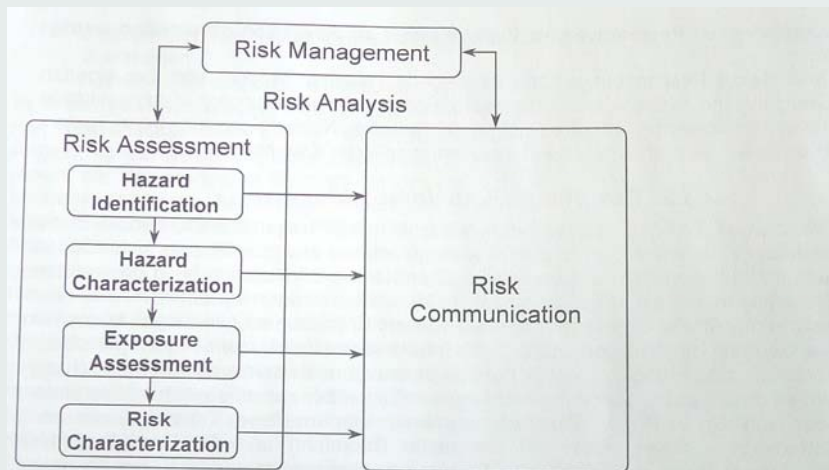 Risk Management
Risk Analysis
Risk Assessment
Hazard
Identification
Hazard
Characterization
Exposure
Assessment
Risk
Characterization
Risk
Communication